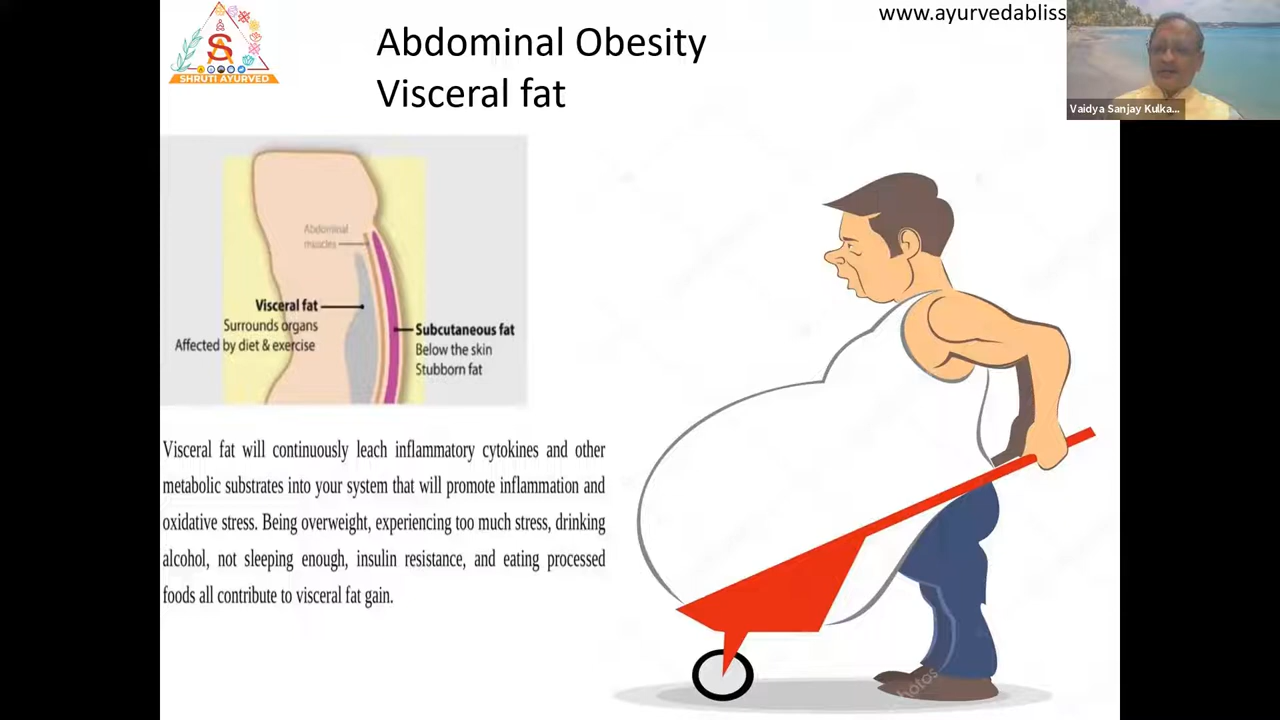 SHRUTI AYURVED
Abdominal Obesity
Visceral fat
www.ayurvedabliss
Vaidya Sanjay Kulka...
Abdominal
muscles
Visceral fat
Surrounds organs
Affected by diet & exercise
Subcutaneous fat
Below the skin
Stubborn fat
Visceral fat will continuously leach inflammatory cytokines and other
metabolic substrates into your system that will promote inflammation and
oxidative stress. Being overweight, experiencing too much stress, drinking
alcohol, not sleeping enough, insulin resistance, and eating processed
foods all contribute to visceral fat gain.